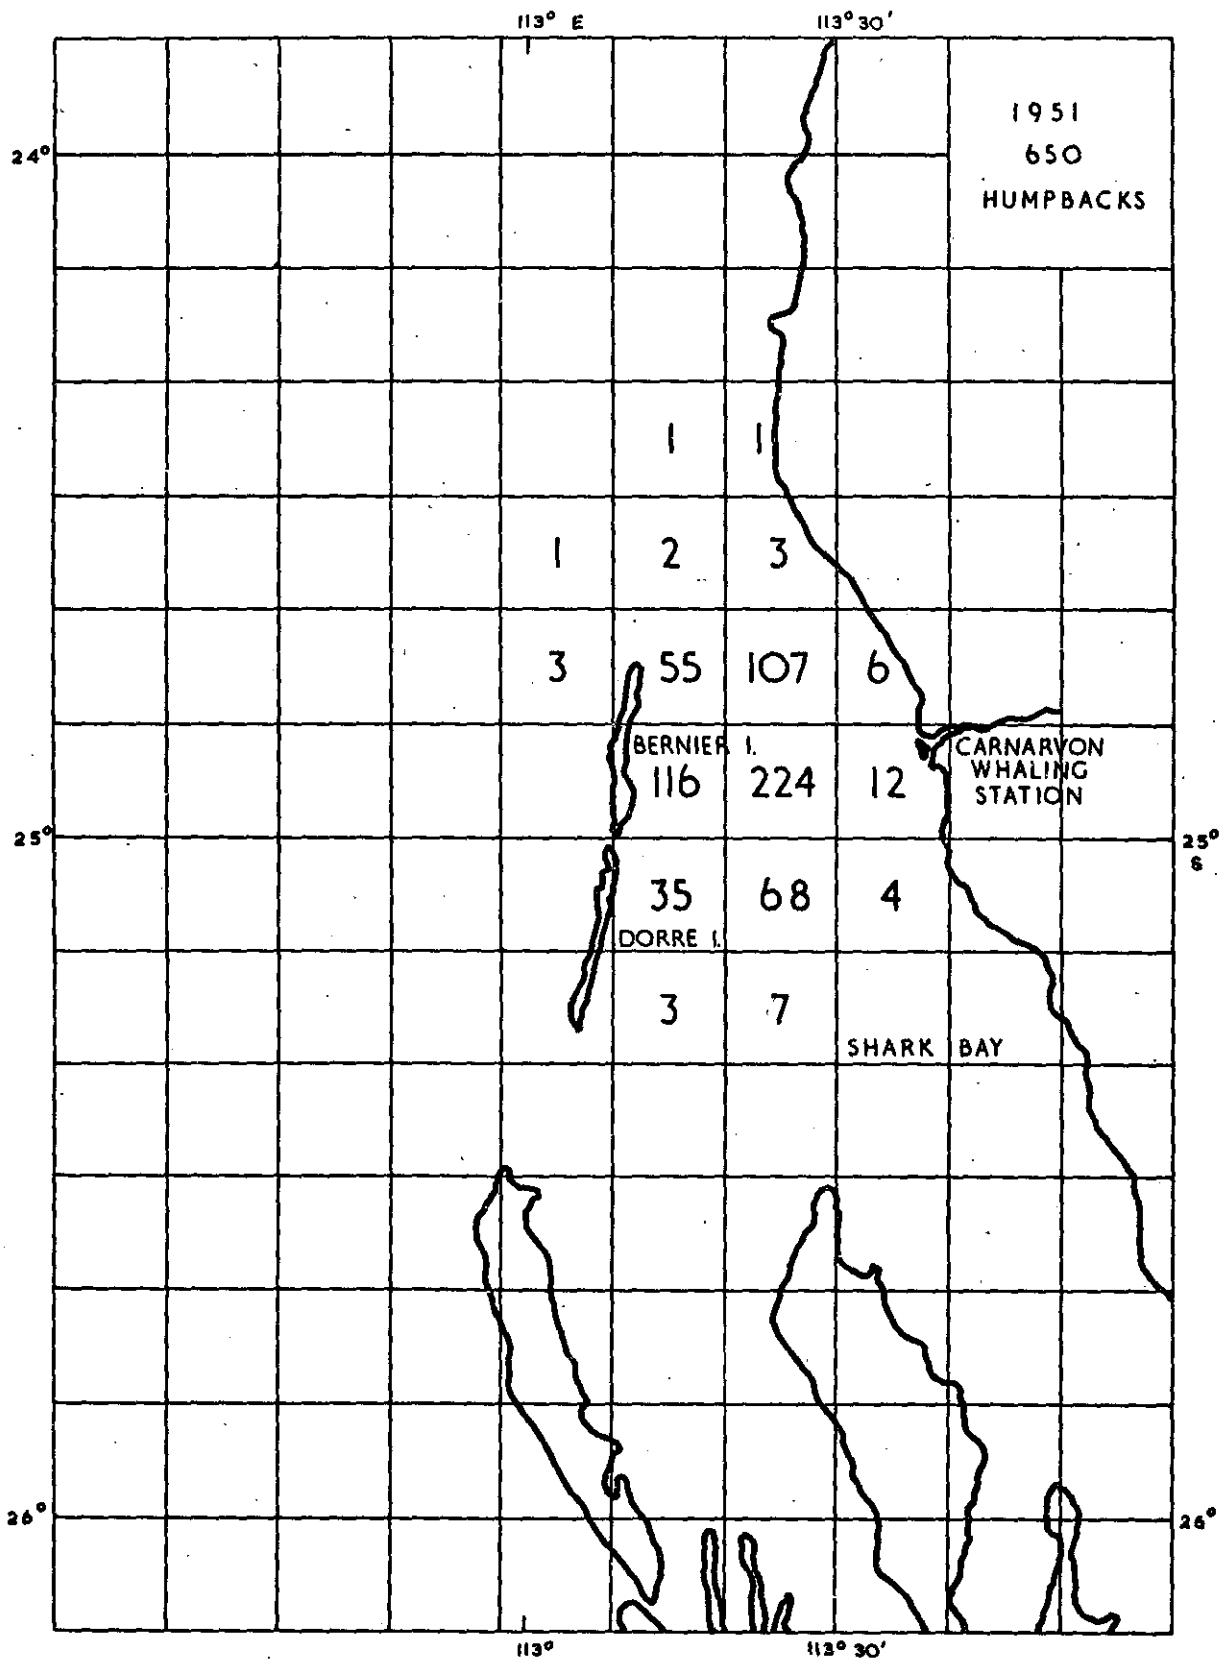 113° E 113° 30'
1951
650
HUMPBACKS
24°
1 1
1 2 3
3 55 107 6
BERNIER I.
116 224 12
CARNARVON
WHALING
STATION
25° 25°
S
35 68 4
DORRE I.
3 7
SHARK BAY
26° 26°
113° 113° 30'